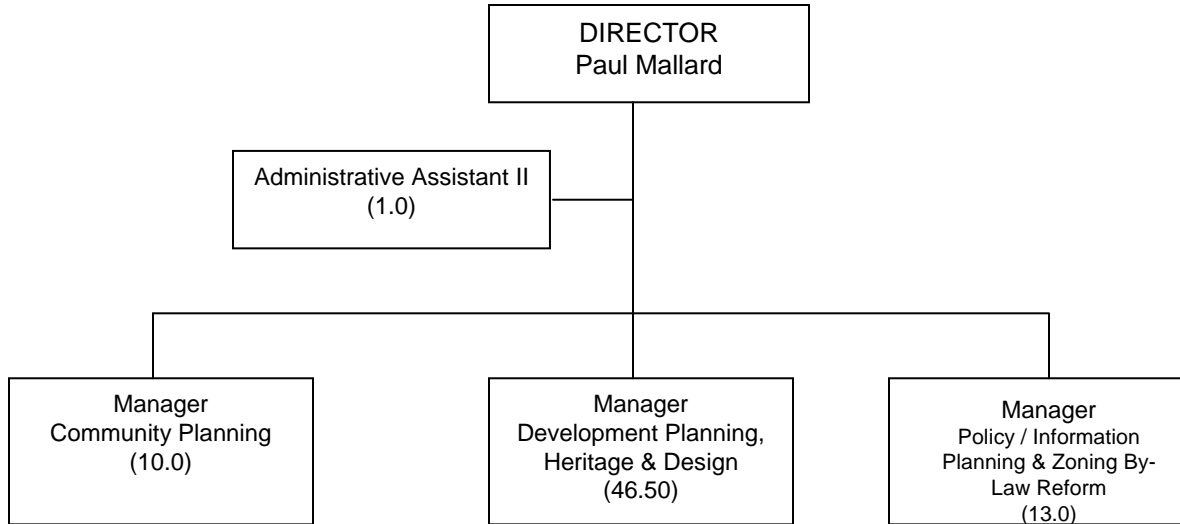 DIRECTOR
Paul Mallard
Administrative Assistant II
(1.0)
Manager
Community Planning
(10.0)
Manager
Development Planning,
Heritage & Design
(46.50)
Manager
Policy / Information
Planning & Zoning By-
Law Reform
(13.0)